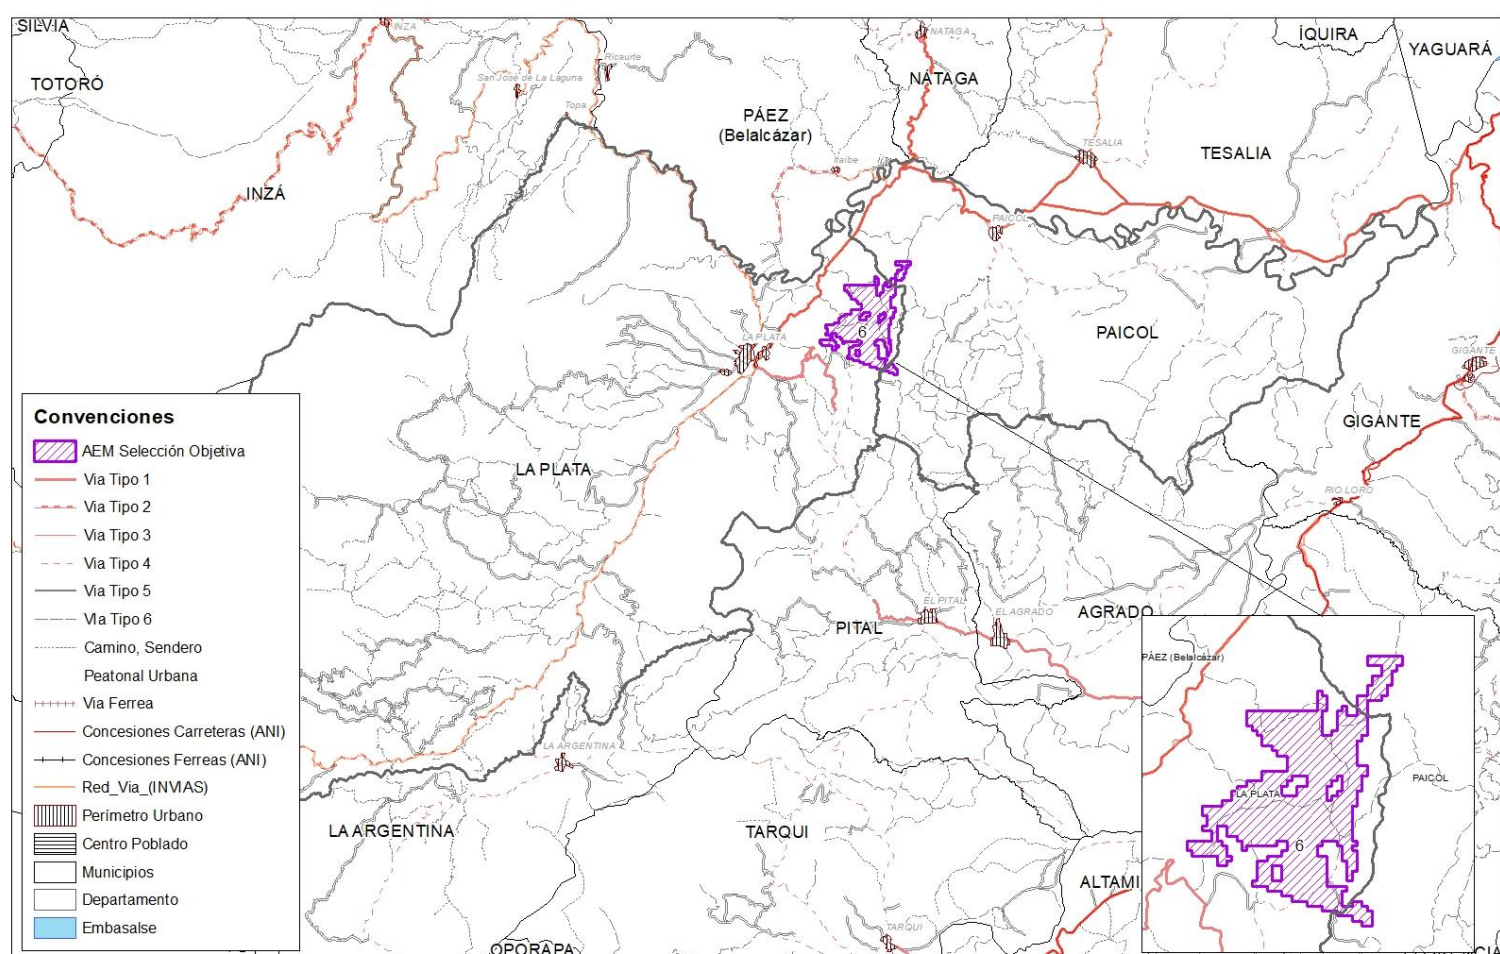 SILVIA
INZA
NATAGA
ÍQUIRA
YAGUARÁ
Ricaurte
TOTORÓ
San Jose de La Laguna
NÁTAGA
Topa
PÁEZ
(Belalcázar)
TESALIA
TESALIA
Itaibe
INZÁ
PAICOL
6
PAICOL
LA PLATA
GIGANTE
GIGANTE
LA PLATA
RIO LORO
EL PITAL
EL AGRADO
AGRADO
PITAL
LA ARGENTINA
LA ARGENTINA
TARQUI
ALTAMI
TARQUI
OPORAPA
Convenciones
AEM Selección Objetiva
Via Tipo 1
Via Tipo 2
Via Tipo 3
Via Tipo 4
Via Tipo 5
Via Tipo 6
Camino, Sendero
Peatonal Urbana
Via Ferrea
Concesiones Carreteras (ANI)
Concesiones Ferreas (ANI)
Red_Via_(INVIAS)
Perímetro Urbano
Centro Poblado
Municipios
Departamento
Embasalse
PÁEZ (Belalcázar)
PAICOL
LA PLATA
6